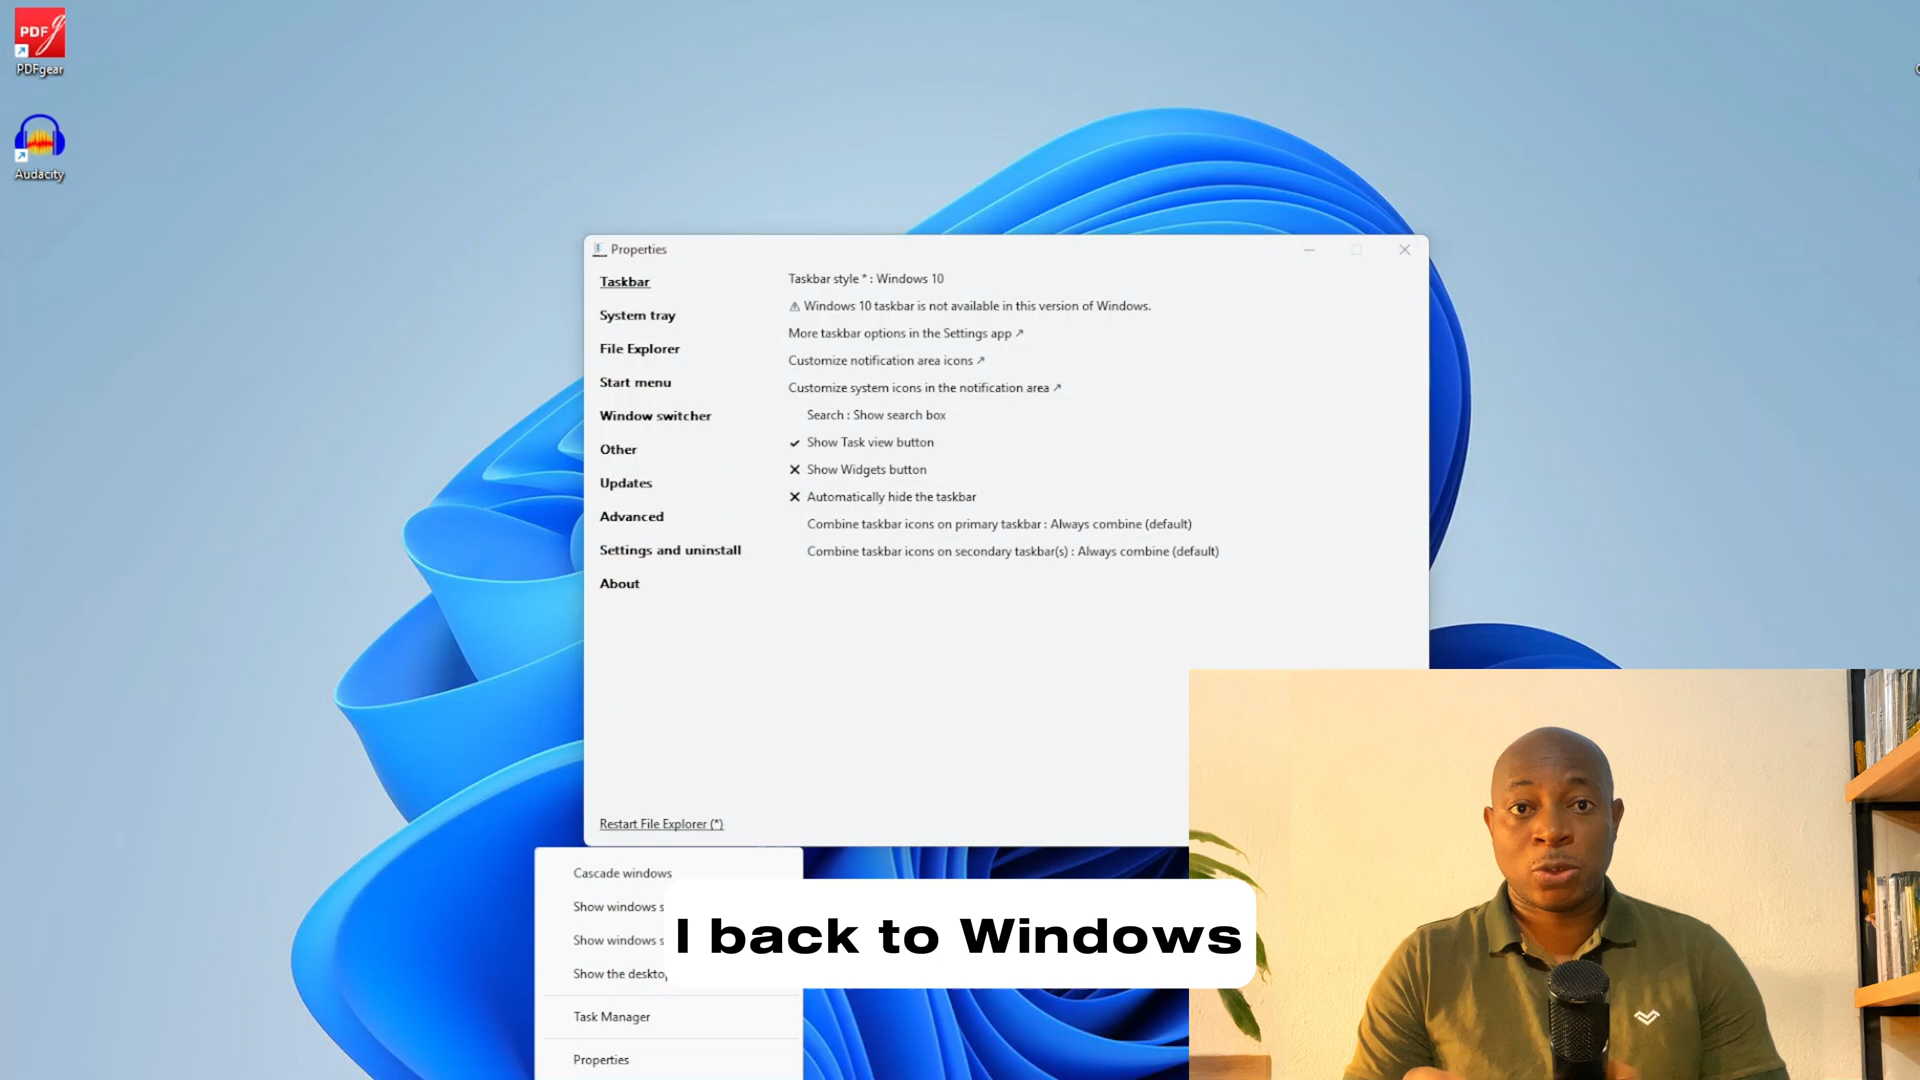 PDF
PDFgear
Audacity
Properties
Taskbar
System tray
File Explorer
Start menu
Window switcher
Other
Updates
Advanced
Settings and uninstall
About
Taskbar style * : Windows 10
⚠ Windows 10 taskbar is not available in this version of Windows.
More taskbar options in the Settings app ↗
Customize notification area icons ↗
Customize system icons in the notification area ↗
Search : Show search box
Show Task view button
Show Widgets button
Automatically hide the taskbar
Combine taskbar icons on primary taskbar : Always combine (default)
Combine taskbar icons on secondary taskbar(s) : Always combine (default)
Restart File Explorer (*)
Cascade windows
Show windows s
Show windows s
Show the desktop
Task Manager
Properties
I back to Windows